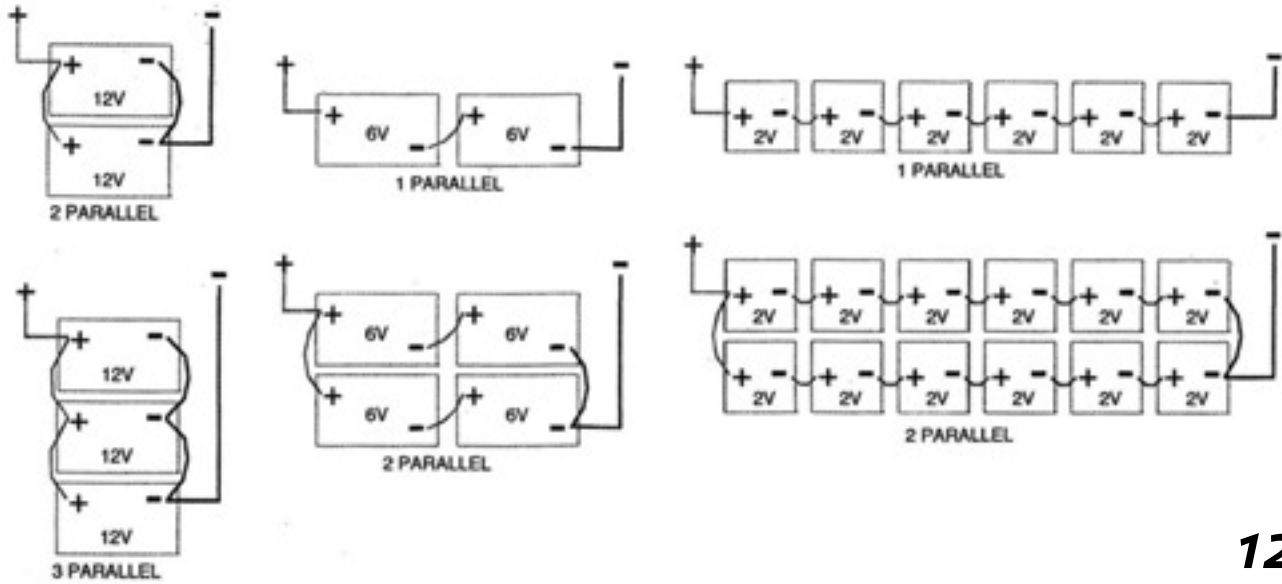 + -
+ -
12V
+ -
12V
2 PARALLEL
+ -
+ 6V - + 6V -
1 PARALLEL
+ -
+ - + - + - + - + - + -
2V 2V 2V 2V 2V 2V
1 PARALLEL
+ -
+ -
12V
+ -
12V
+ -
12V
3 PARALLEL
+ -
+ 6V - + 6V -
+ 6V - + 6V -
2 PARALLEL
+ -
+ - + - + - + - + - + -
2V 2V 2V 2V 2V 2V
+ - + - + - + - + - + -
2V 2V 2V 2V 2V 2V
2 PARALLEL
12